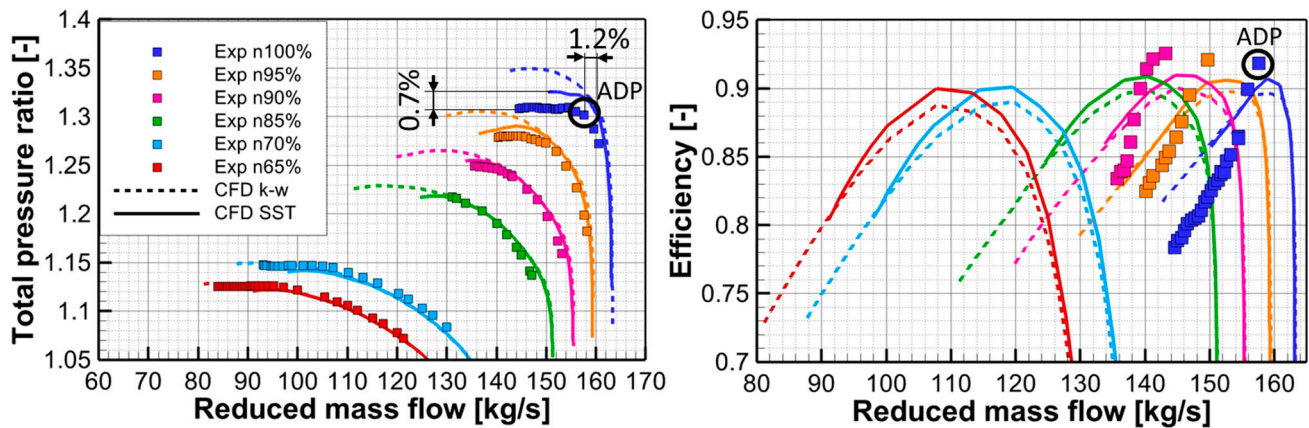 Total pressure ratio [-]
1.4
1.35
1.3
1.25
1.2
1.15
1.1
1.05
Exp n100%
Exp n95%
Exp n90%
Exp n85%
Exp n70%
Exp n65%
CFD k-w
CFD SST
0.7%
1.2%
ADP
60 70 80 90 100 110 120 130 140 150 160 170
Reduced mass flow [kg/s]
Efficiency [-]
0.95
0.9
0.85
0.8
0.75
0.7
ADP
80 90 100 110 120 130 140 150 160
Reduced mass flow [kg/s]